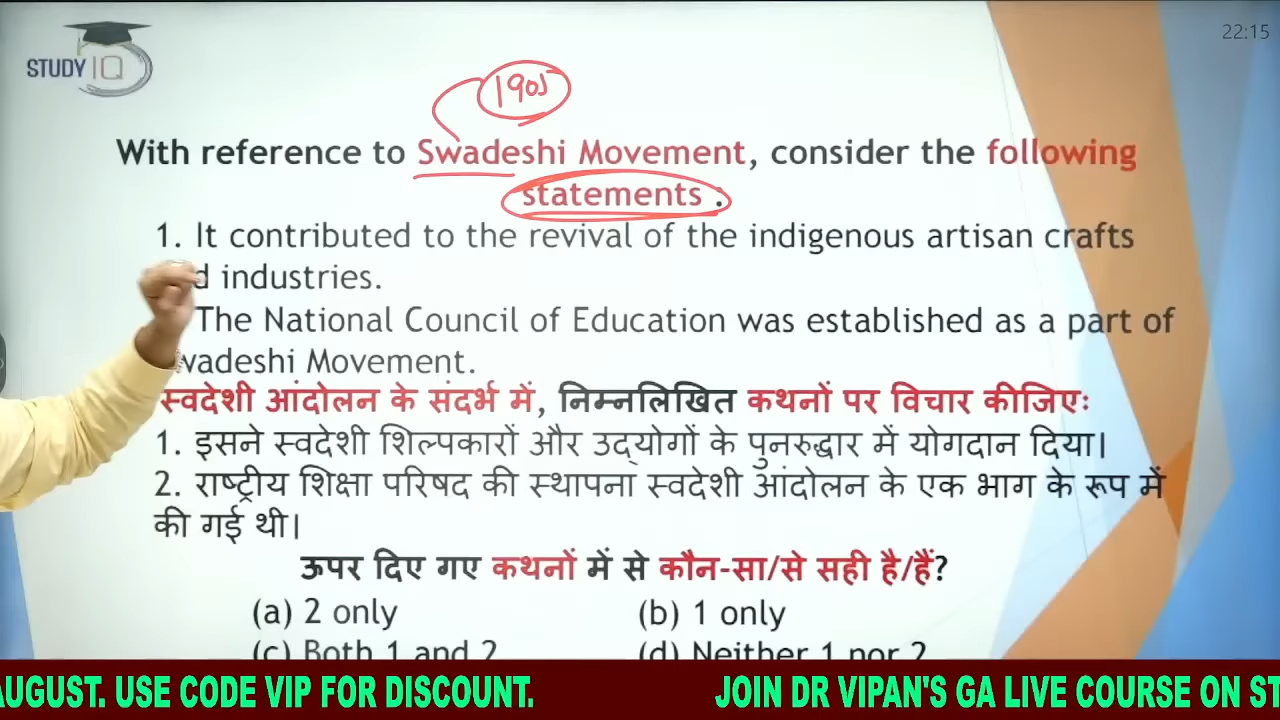 22:15
STUDY IQ
1905
With reference to Swadeshi Movement, consider the following
statements :
1. It contributed to the revival of the indigenous artisan crafts
d industries.
The National Council of Education was established as a part of
wadeshi Movement.
स्वदेशी आंदोलन के संदर्भ में, निम्नलिखित कथनों पर विचार कीजिएः
1. इसने स्वदेशी शिल्पकारों और उद्योगों के पुनरुद्धार में योगदान दिया।
2. राष्ट्रीय शिक्षा परिषद की स्थापना स्वदेशी आंदोलन के एक भाग के रूप में
की गई थी।
ऊपर दिए गए कथनों में से कौन-सा/से सही है/हैं?
(a) 2 only (b) 1 only
(c) Both 1 and 2 (d) Neither 1 nor 2
AUGUST. USE CODE VIP FOR DISCOUNT. JOIN DR VIPAN'S GA LIVE COURSE ON ST